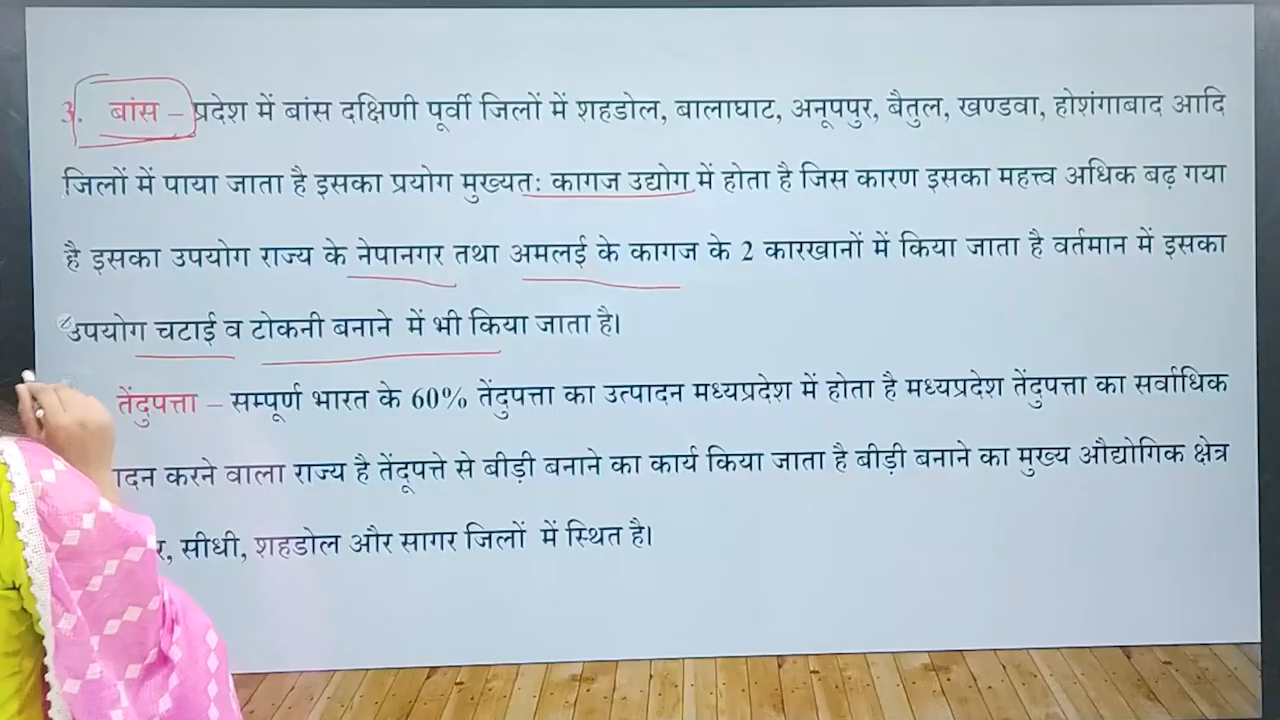 3. बांस – प्रदेश में बांस दक्षिणी पूर्वी जिलों में शहडोल, बालाघाट, अनूपपुर, बैतुल, खण्डवा, होशंगाबाद आदि
जिलों में पाया जाता है इसका प्रयोग मुख्यतः कागज उद्योग में होता है जिस कारण इसका महत्त्व अधिक बढ़ गया
है इसका उपयोग राज्य के नेपानगर तथा अमलई के कागज के 2 कारखानों में किया जाता है वर्तमान में इसका
उपयोग चटाई व टोकनी बनाने में भी किया जाता है।
तेंदुपत्ता – सम्पूर्ण भारत के 60% तेंदुपत्ता का उत्पादन मध्यप्रदेश में होता है मध्यप्रदेश तेंदुपत्ता का सर्वाधिक
करने वाला राज्य है तेंदूपत्ते से बीड़ी बनाने का कार्य किया जाता है बीड़ी बनाने का मुख्य औद्योगिक क्षेत्र
सीधी, शहडोल और सागर जिलों में स्थित है।